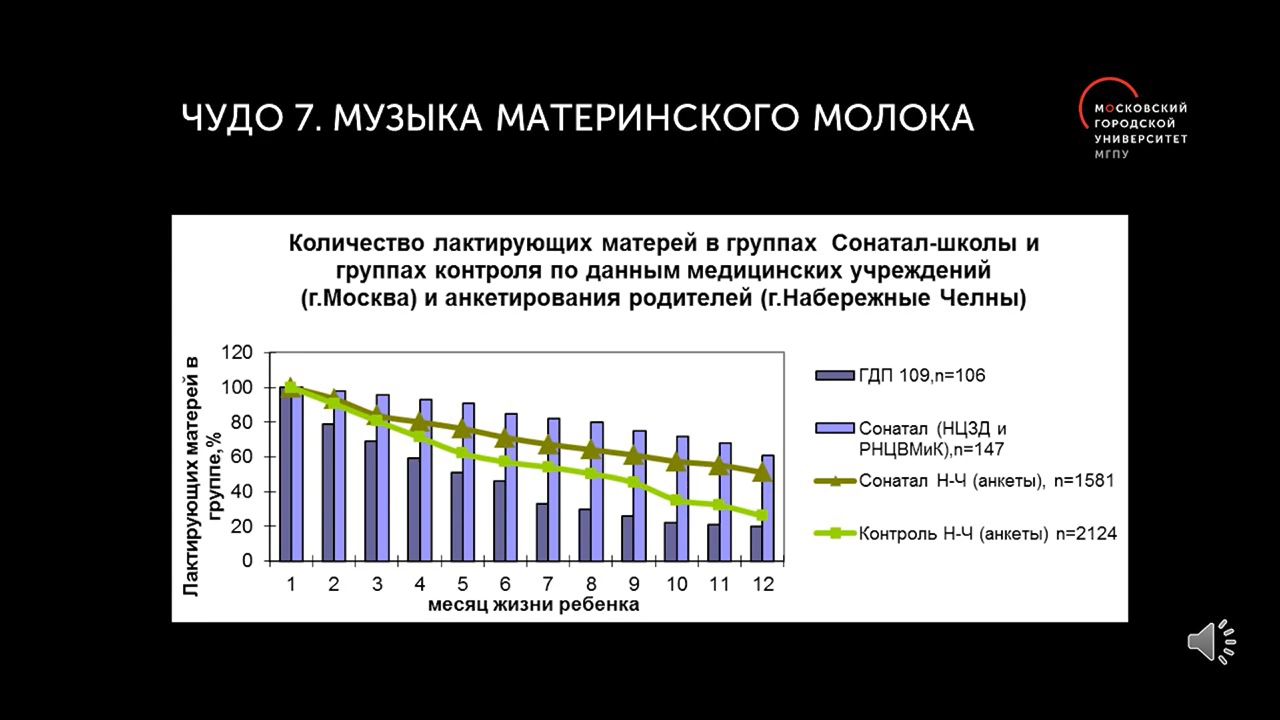 ЧУДО 7. МУЗЫКА МАТЕРИНСКОГО МОЛОКА
МОСКОВСКИЙ
ГОРОДСКОЙ
УНИВЕРСИТЕТ
МГПУ
Количество лактирующих матерей в группах Сонатал-школы и
группах контроля по данным медицинских учреждений
(г.Москва) и анкетирования родителей (г.Набережные Челны)
Лактирующих матерей в
группе,%
120
100
80
60
40
20
0
1 2 3 4 5 6 7 8 9 10 11 12
месяц жизни ребенка
ГДП 109,n=106
Сонатал (НЦЗД и
РНЦВМиК),n=147
Сонатал Н-Ч (анкеты), n=1581
Контроль Н-Ч (анкеты) n=2124